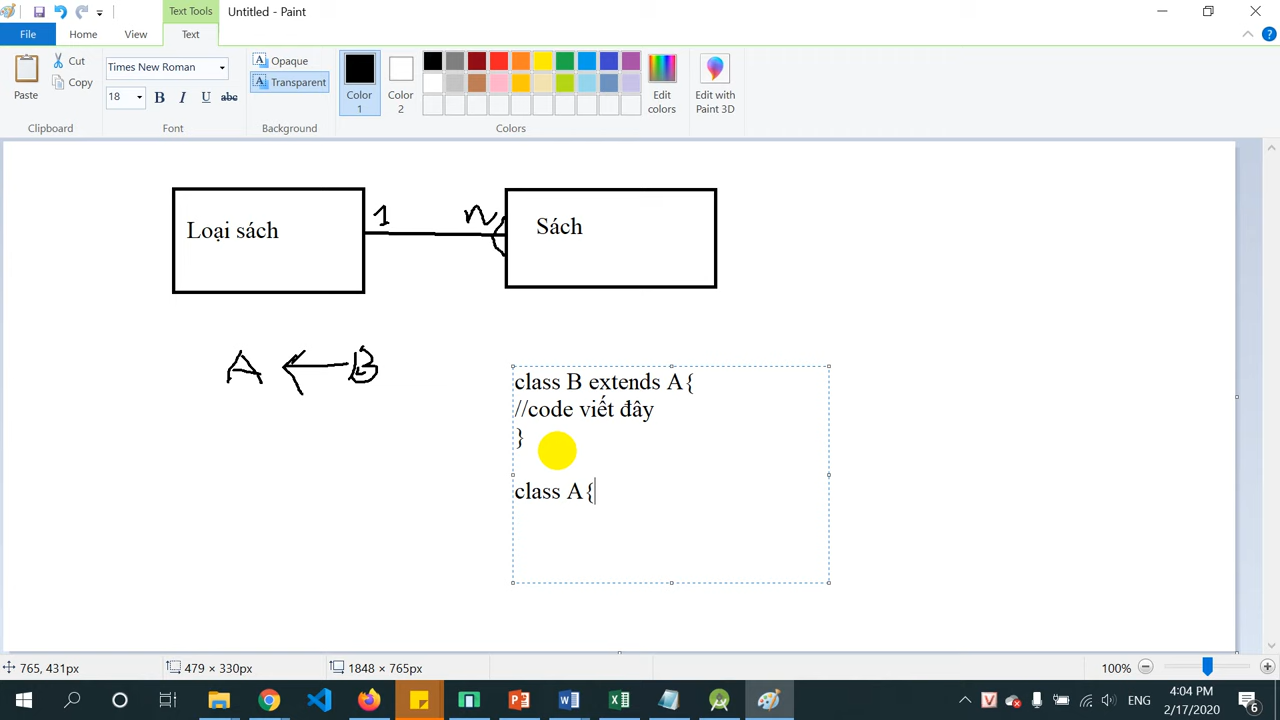 Text Tools
Untitled - Paint
File
Home
View
Text
Paste
Cut
Copy
Clipboard
Times New Roman
18
B I U abc
Font
Opaque
Transparent
Background
Color 1
Color 2
Colors
Edit colors
Edit with Paint 3D
Loại sách
1
n
Sách
A
B
class B extends A{
//code viết đây
}
class A{
765, 431px
479 × 330px
1848 × 765px
100%
ENG
4:04 PM
2/17/2020
6